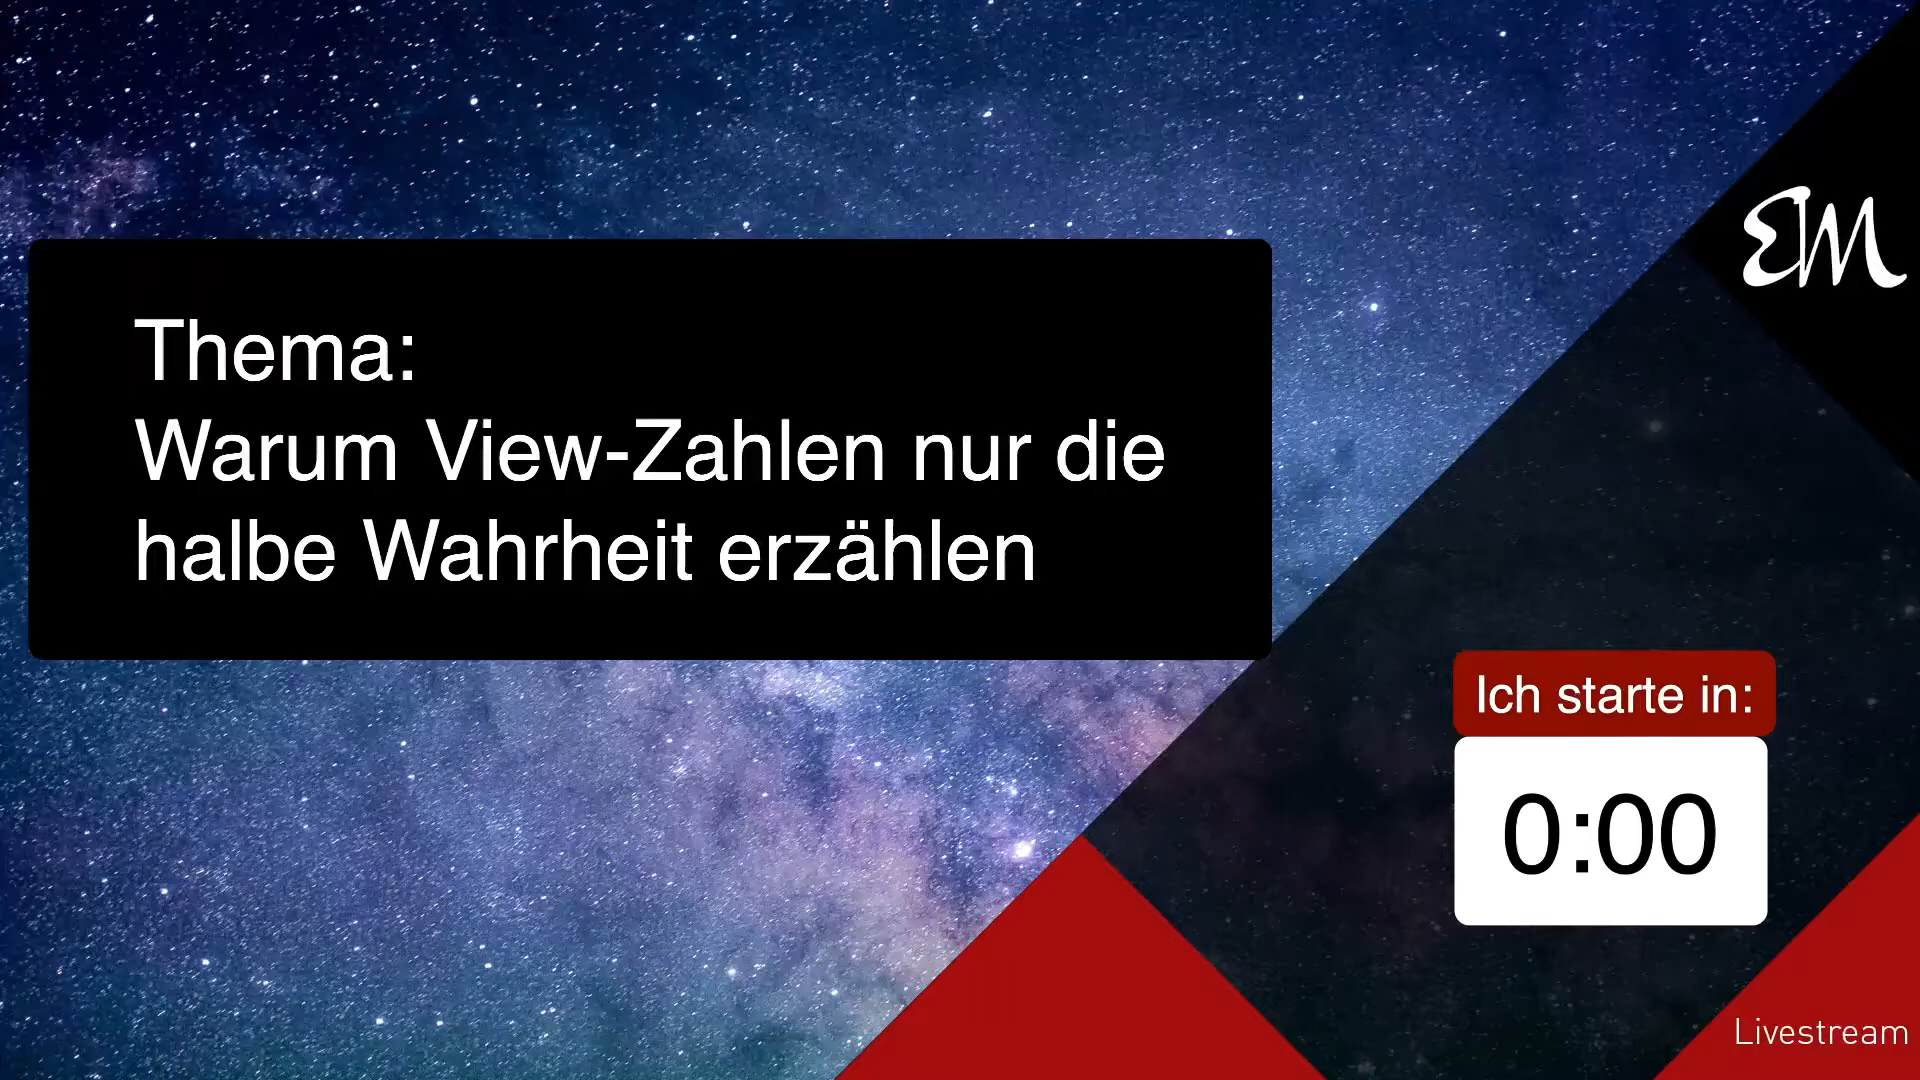 EM
Thema:
Warum View-Zahlen nur die
halbe Wahrheit erzählen
Ich starte in:
0:00
Livestream